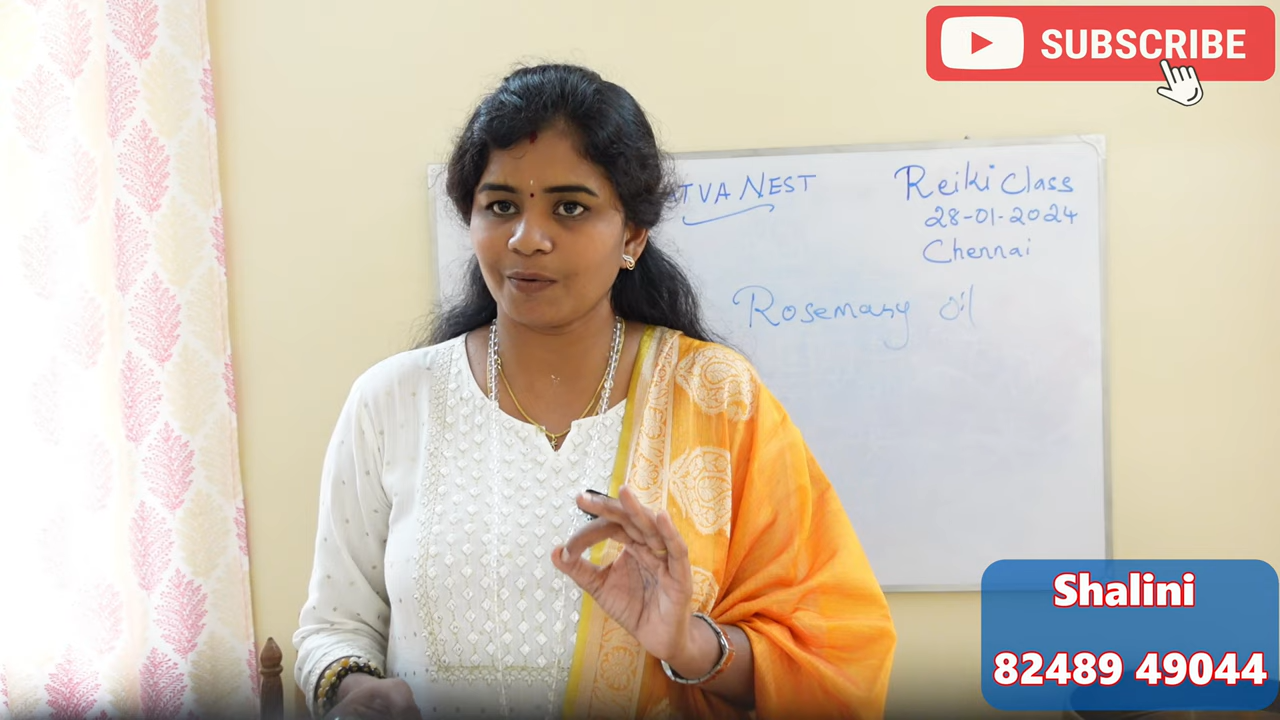 SUBSCRIBE
TVA NEST
Reiki Class
28-01-2024
Chennai
Rosemary oil
Shalini
82489 49044